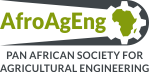 AfroAgEng
PAN AFRICAN SOCIETY FOR
AGRICULTURAL ENGINEERING